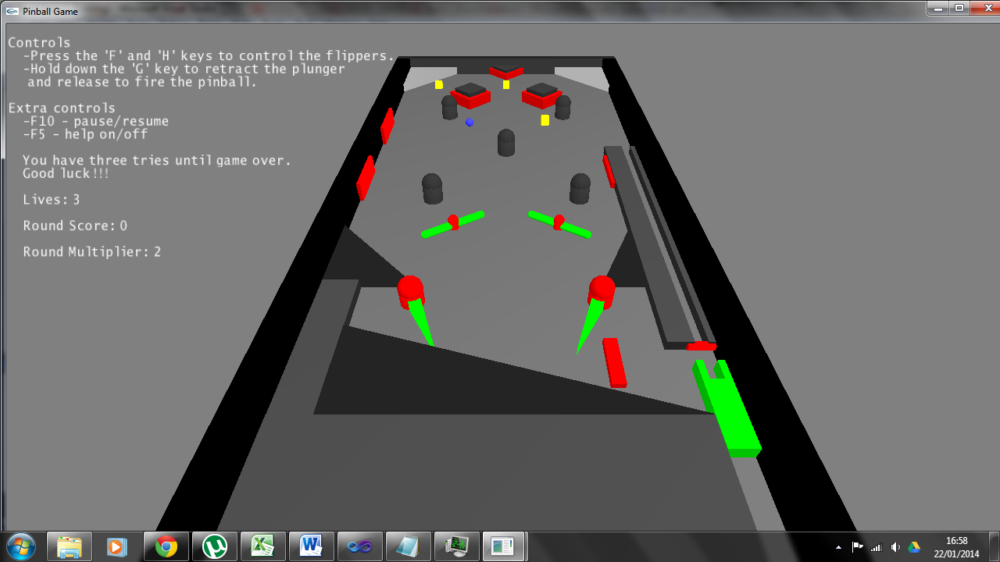 Pinball Game
Controls
-Press the 'F' and 'H' keys to control the flippers.
-Hold down the 'G' key to retract the plunger
and release to fire the pinball.
Extra controls
-F10 - pause/resume
-F5 - help on/off
You have three tries until game over.
Good luck!!!
Lives: 3
Round Score: 0
Round Multiplier: 2
16:58
22/01/2014